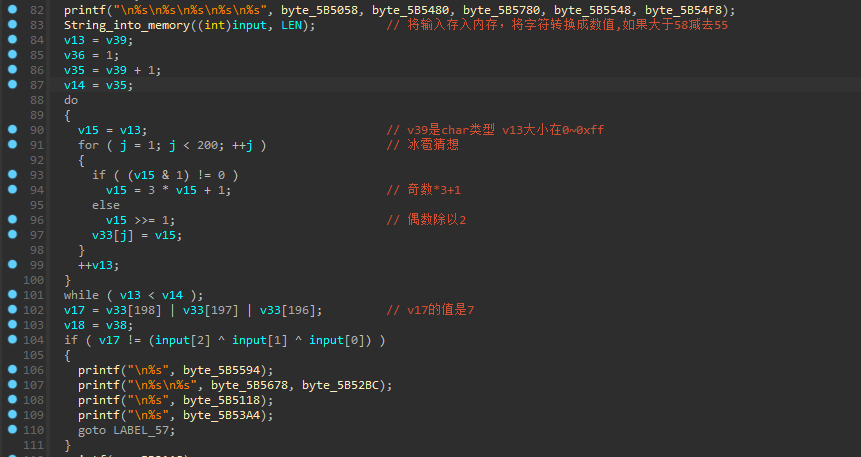 82 printf("\n%s\n%s\n%s\n%s\n%s", byte_5B5058, byte_5B5480, byte_5B5780, byte_5B5548, byte_5B54F8);
83 String_into_memory((int)input, LEN); // 将输入存入内存，将字符转换成数值,如果大于58减去55
84 v13 = v39;
85 v36 = 1;
86 v35 = v39 + 1;
87 v14 = v35;
88 do
89 {
90 v15 = v13; // v39是char类型 v13大小在0~0xff
91 for ( j = 1; j < 200; ++j ) // 冰雹猜想
92 {
93 if ( (v15 & 1) != 0 )
94 v15 = 3 * v15 + 1; // 奇数*3+1
95 else
96 v15 >>= 1; // 偶数除以2
97 v33[j] = v15;
98 }
99 ++v13;
100 }
101 while ( v13 < v14 );
102 v17 = v33[198] | v33[197] | v33[196]; // v17的值是7
103 v18 = v38;
104 if ( v17 != (input[2] ^ input[1] ^ input[0]) )
105 {
106 printf("\n%s", byte_5B5594);
107 printf("\n%s\n%s", byte_5B5678, byte_5B52BC);
108 printf("\n%s", byte_5B5118);
109 printf("\n%s", byte_5B53A4);
110 goto LABEL_57;
111 }